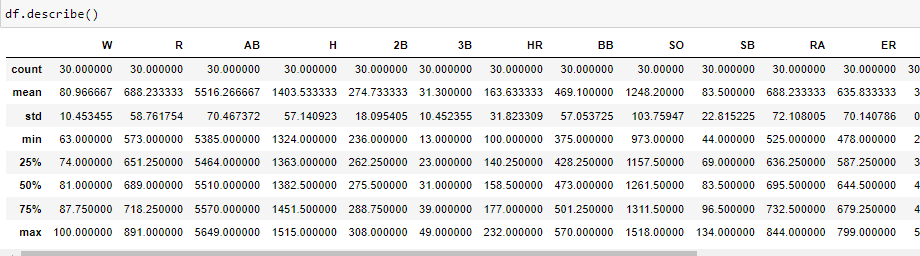 df.describe()
W R AB H 2B 3B HR BB SO SB RA ER
count 30.000000 30.000000 30.000000 30.000000 30.000000 30.000000 30.000000 30.000000 30.00000 30.000000 30.000000 30.000000 30
mean 80.966667 688.233333 5516.266667 1403.533333 274.733333 31.300000 163.633333 469.100000 1248.20000 83.500000 688.233333 635.833333 3
std 10.453455 58.761754 70.467372 57.140923 18.095405 10.452355 31.823309 57.053725 103.75947 22.815225 72.108005 70.140786 0
min 63.000000 573.000000 5385.000000 1324.000000 236.000000 13.000000 100.000000 375.000000 973.00000 44.000000 525.000000 478.000000 2
25% 74.000000 651.250000 5464.000000 1363.000000 262.250000 23.000000 140.250000 428.250000 1157.50000 69.000000 636.250000 587.250000 3
50% 81.000000 689.000000 5510.000000 1382.500000 275.500000 31.000000 158.500000 473.000000 1261.50000 83.500000 695.500000 644.500000 4
75% 87.750000 718.250000 5570.000000 1451.500000 288.750000 39.000000 177.000000 501.250000 1311.50000 96.500000 732.500000 679.250000 4
max 100.000000 891.000000 5649.000000 1515.000000 308.000000 49.000000 232.000000 570.000000 1518.00000 134.000000 844.000000 799.000000 5